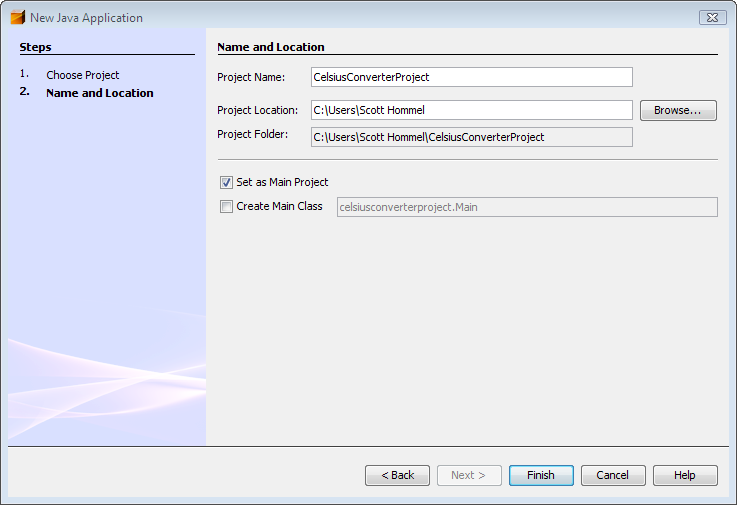 New Java Application
Steps
1. Choose Project
2. Name and Location
Name and Location
Project Name: CelsiusConverterProject
Project Location: C:\Users\Scott Hommel Browse...
Project Folder: C:\Users\Scott Hommel\CelsiusConverterProject
Set as Main Project
Create Main Class celsiusconverterproject.Main
< Back Next > Finish Cancel Help